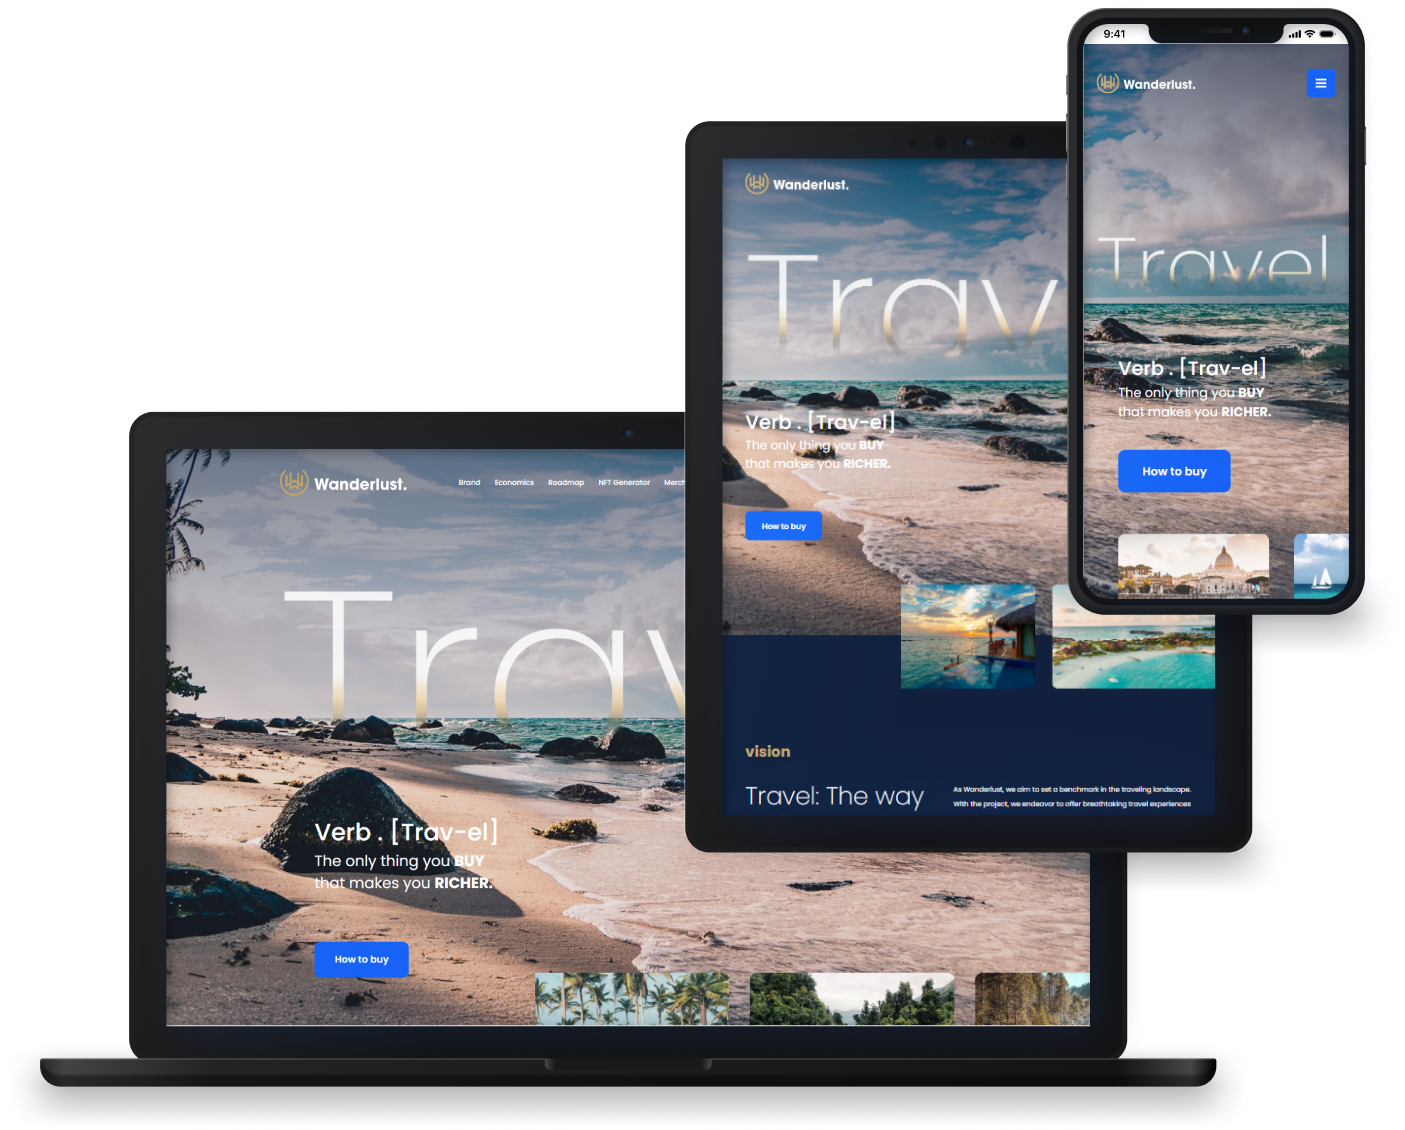 Wanderlust.
Brand Economics Roadmap NFT Generator Merch
Trav
Verb . [Trav-el]
The only thing you BUY
that makes you RICHER.
How to buy
Wanderlust.
Trav
Verb . [Trav-el]
The only thing you BUY
that makes you RICHER.
How to buy
vision
Travel: The way
As Wanderlust, we aim to set a benchmark in the traveling landscape.
With the project, we endeavor to offer breathtaking travel experiences
9:41
Wanderlust.
Travel
Verb . [Trav-el]
The only thing you BUY
that makes you RICHER.
How to buy